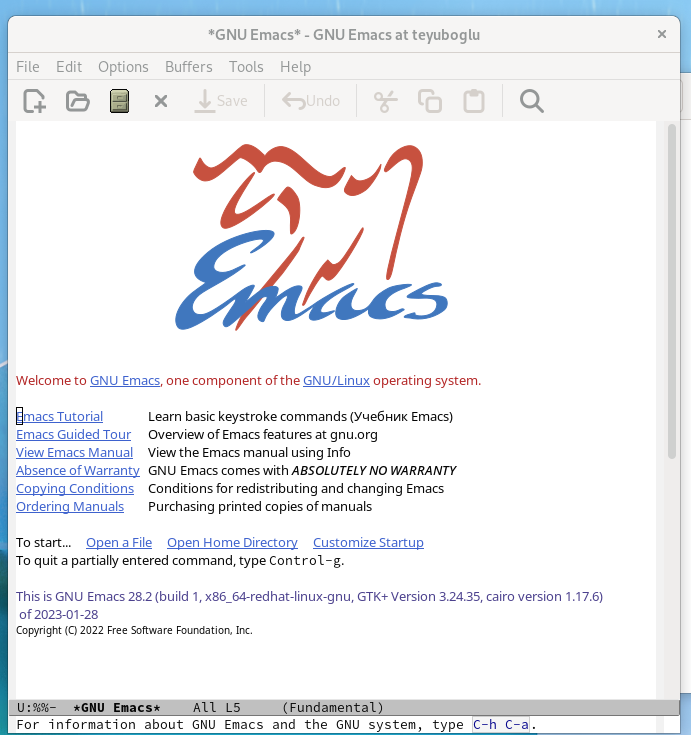 *GNU Emacs* - GNU Emacs at teyuboglu
File Edit Options Buffers Tools Help
Save Undo
Emacs
Welcome to GNU Emacs, one component of the GNU/Linux operating system.
Emacs Tutorial Learn basic keystroke commands (Учебник Emacs)
Emacs Guided Tour Overview of Emacs features at gnu.org
View Emacs Manual View the Emacs manual using Info
Absence of Warranty GNU Emacs comes with ABSOLUTELY NO WARRANTY
Copying Conditions Conditions for redistributing and changing Emacs
Ordering Manuals Purchasing printed copies of manuals
To start... Open a File Open Home Directory Customize Startup
To quit a partially entered command, type Control-g.
This is GNU Emacs 28.2 (build 1, x86_64-redhat-linux-gnu, GTK+ Version 3.24.35, cairo version 1.17.6)
of 2023-01-28
Copyright (C) 2022 Free Software Foundation, Inc.
U:%%- *GNU Emacs* All L5 (Fundamental)
For information about GNU Emacs and the GNU system, type C-h C-a.